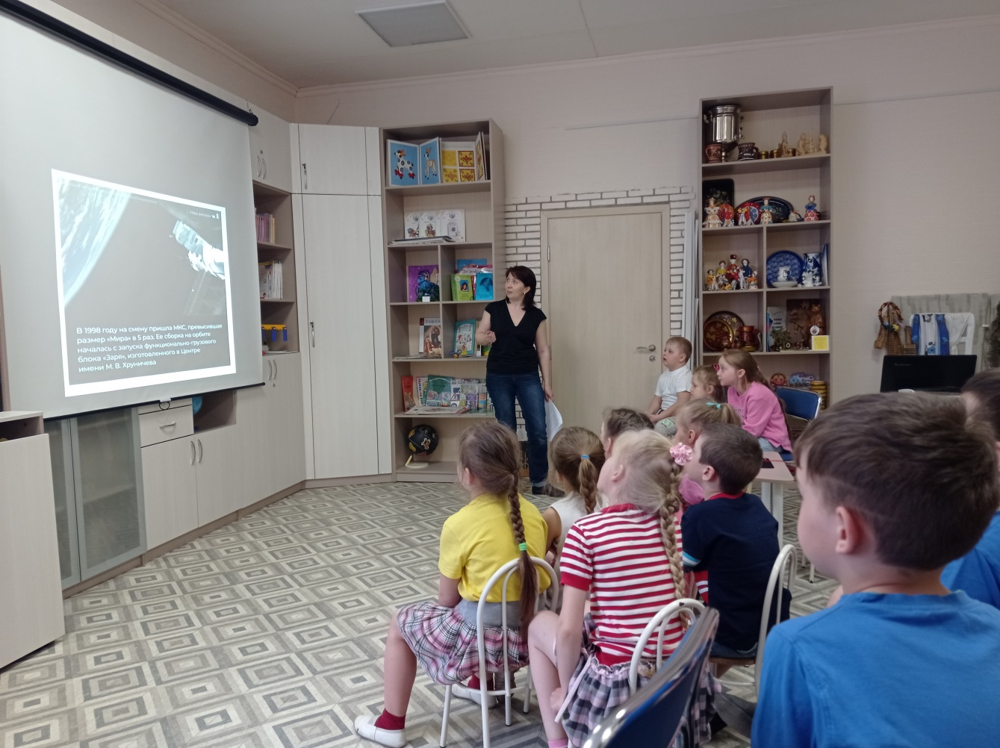 В 1998 году на смену пришла МКС, превысившая
размер «Мира» в 5 раз. Ее сборка на орбите
началась с запуска функционально-грузового
блока «Заря», изготовленного в Центре
имени М. В. Хруничева